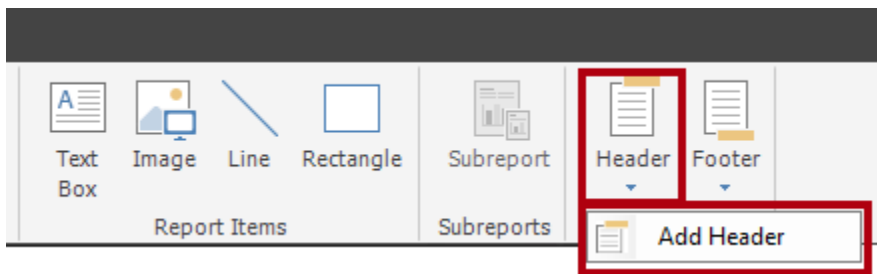 A
Text Box
Image
Line
Rectangle
Report Items
Subreport
Subreports
Header
Footer
Add Header